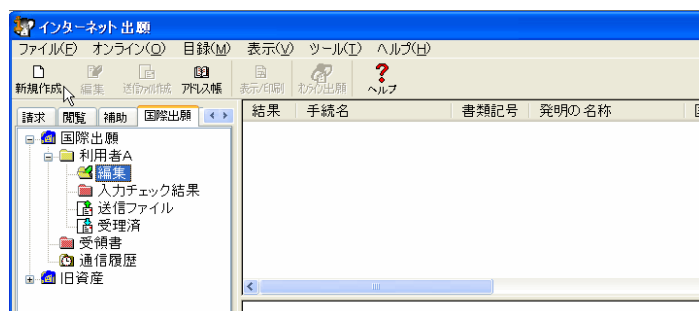 インターネット出願
ファイル(F) オンライン(O) 目録(M) 表示(V) ツール(T) ヘルプ(H)
新規作成 編集 送信ファイル作成 アドレス帳 表示/印刷 オンライン出願 ヘルプ
請求 閲覧 補助 国際出願
結果 手続名 書類記号 発明の名称
国際出願
利用者A
編集
入力チェック結果
送信ファイル
受理済
受領書
通信履歴
旧資産